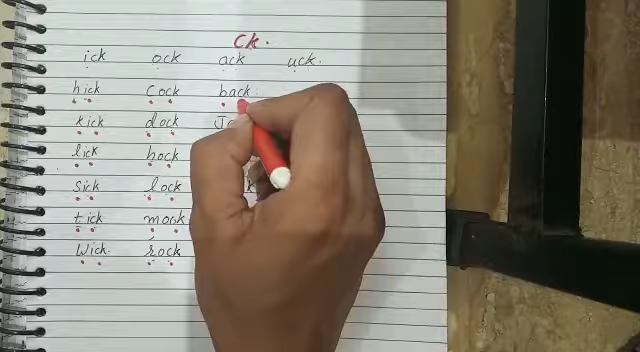 Ck.
ick ock ack uck.
hick cock back
kick dock
lick hock
sick lock
tick mock
Wick. rock